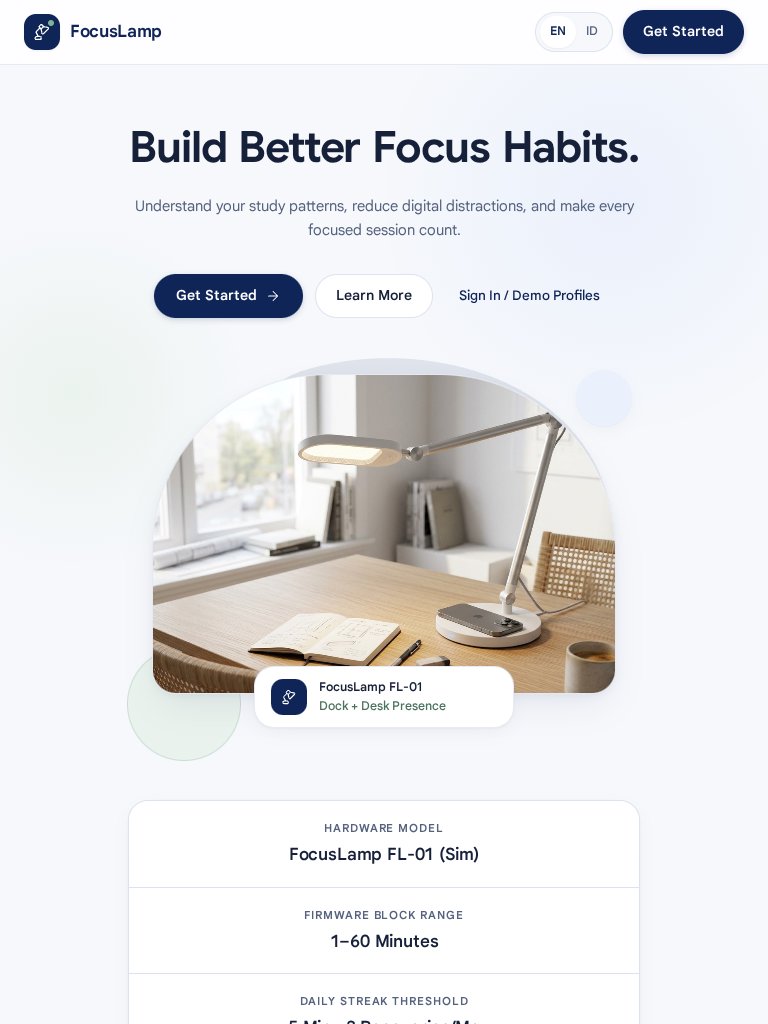 FocusLamp
EN
ID
Get Started
Build Better Focus Habits.
Understand your study patterns, reduce digital distractions, and make every
focused session count.
Get Started →
Learn More
Sign In / Demo Profiles
FocusLamp FL-01
Dock + Desk Presence
HARDWARE MODEL
FocusLamp FL-01 (Sim)
FIRMWARE BLOCK RANGE
1–60 Minutes
DAILY STREAK THRESHOLD